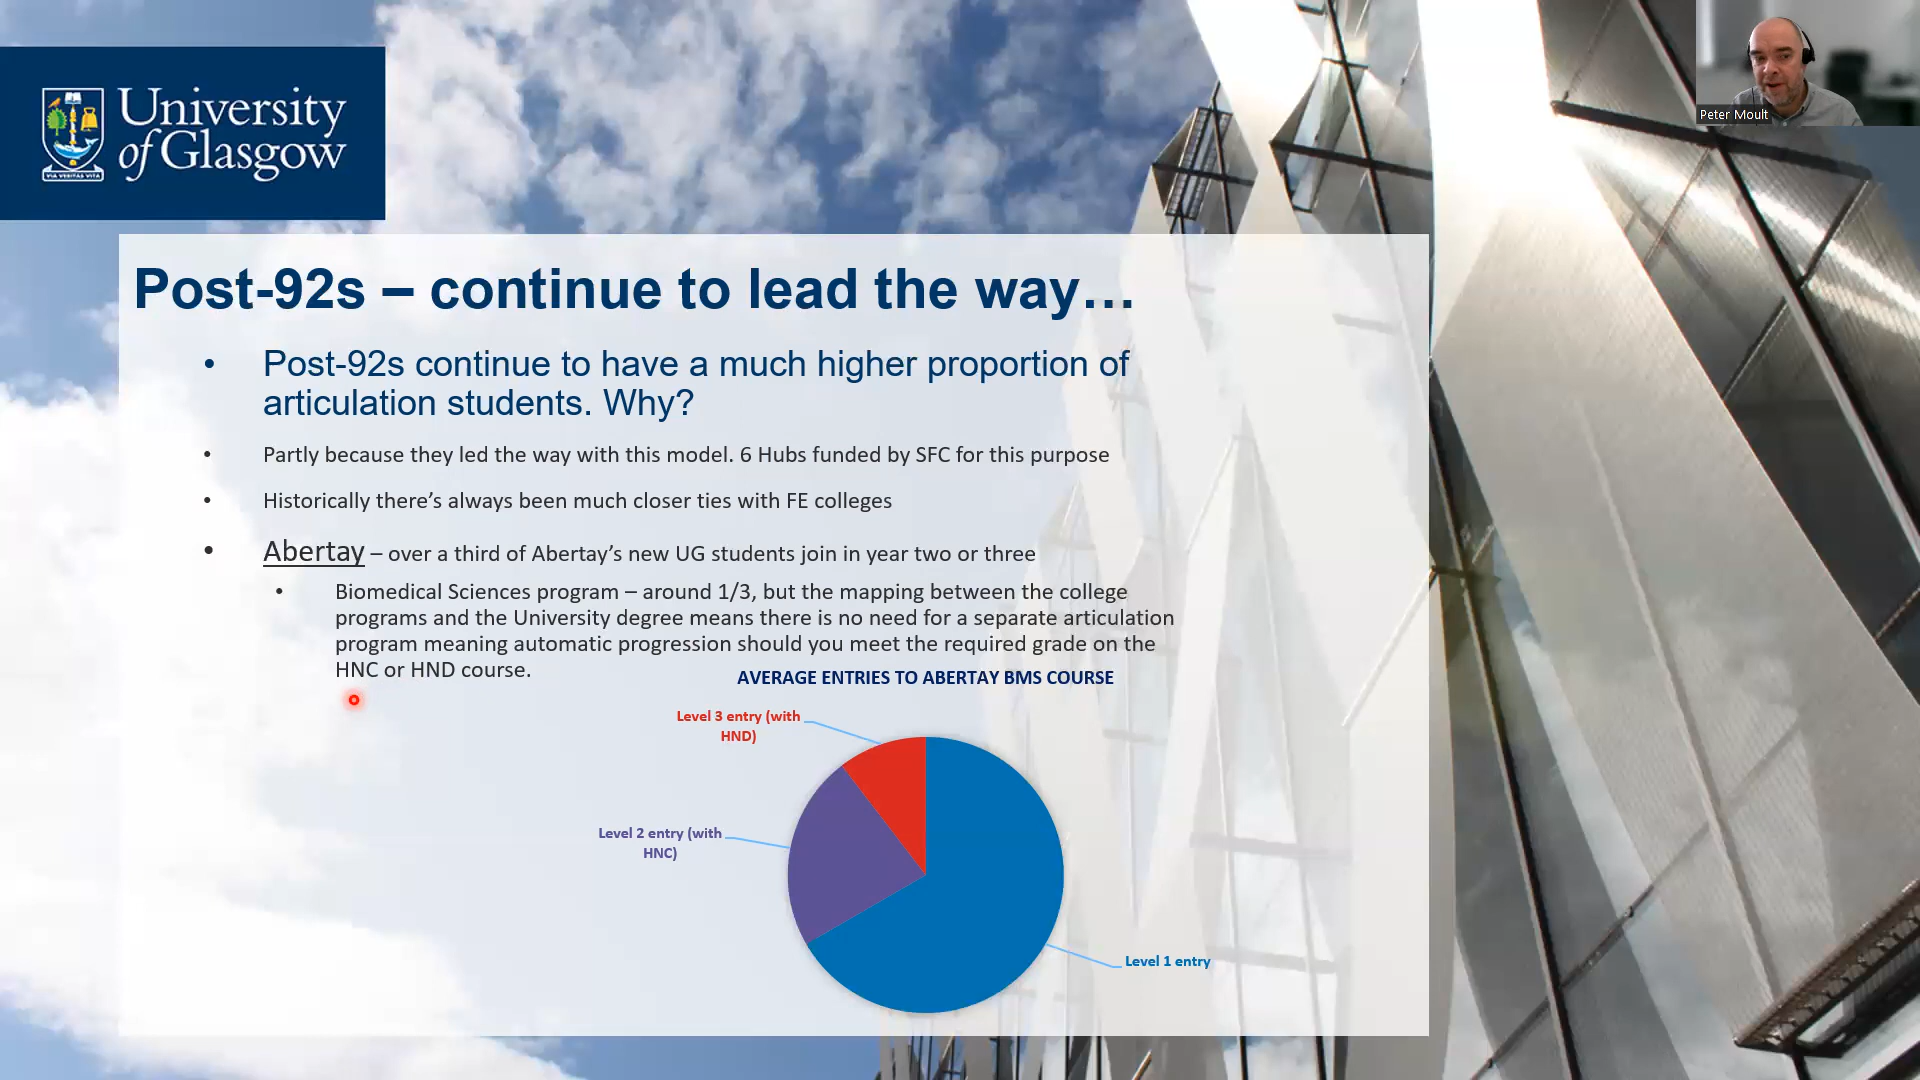 University
of Glasgow
VIA VERITAS VITA
Peter Moult
Post-92s – continue to lead the way…
• Post-92s continue to have a much higher proportion of
articulation students. Why?
• Partly because they led the way with this model. 6 Hubs funded by SFC for this purpose
• Historically there’s always been much closer ties with FE colleges
• Abertay – over a third of Abertay’s new UG students join in year two or three
• Biomedical Sciences program – around 1/3, but the mapping between the college
programs and the University degree means there is no need for a separate articulation
program meaning automatic progression should you meet the required grade on the
HNC or HND course.
AVERAGE ENTRIES TO ABERTAY BMS COURSE
Level 3 entry (with
HND)
Level 2 entry (with
HNC)
Level 1 entry